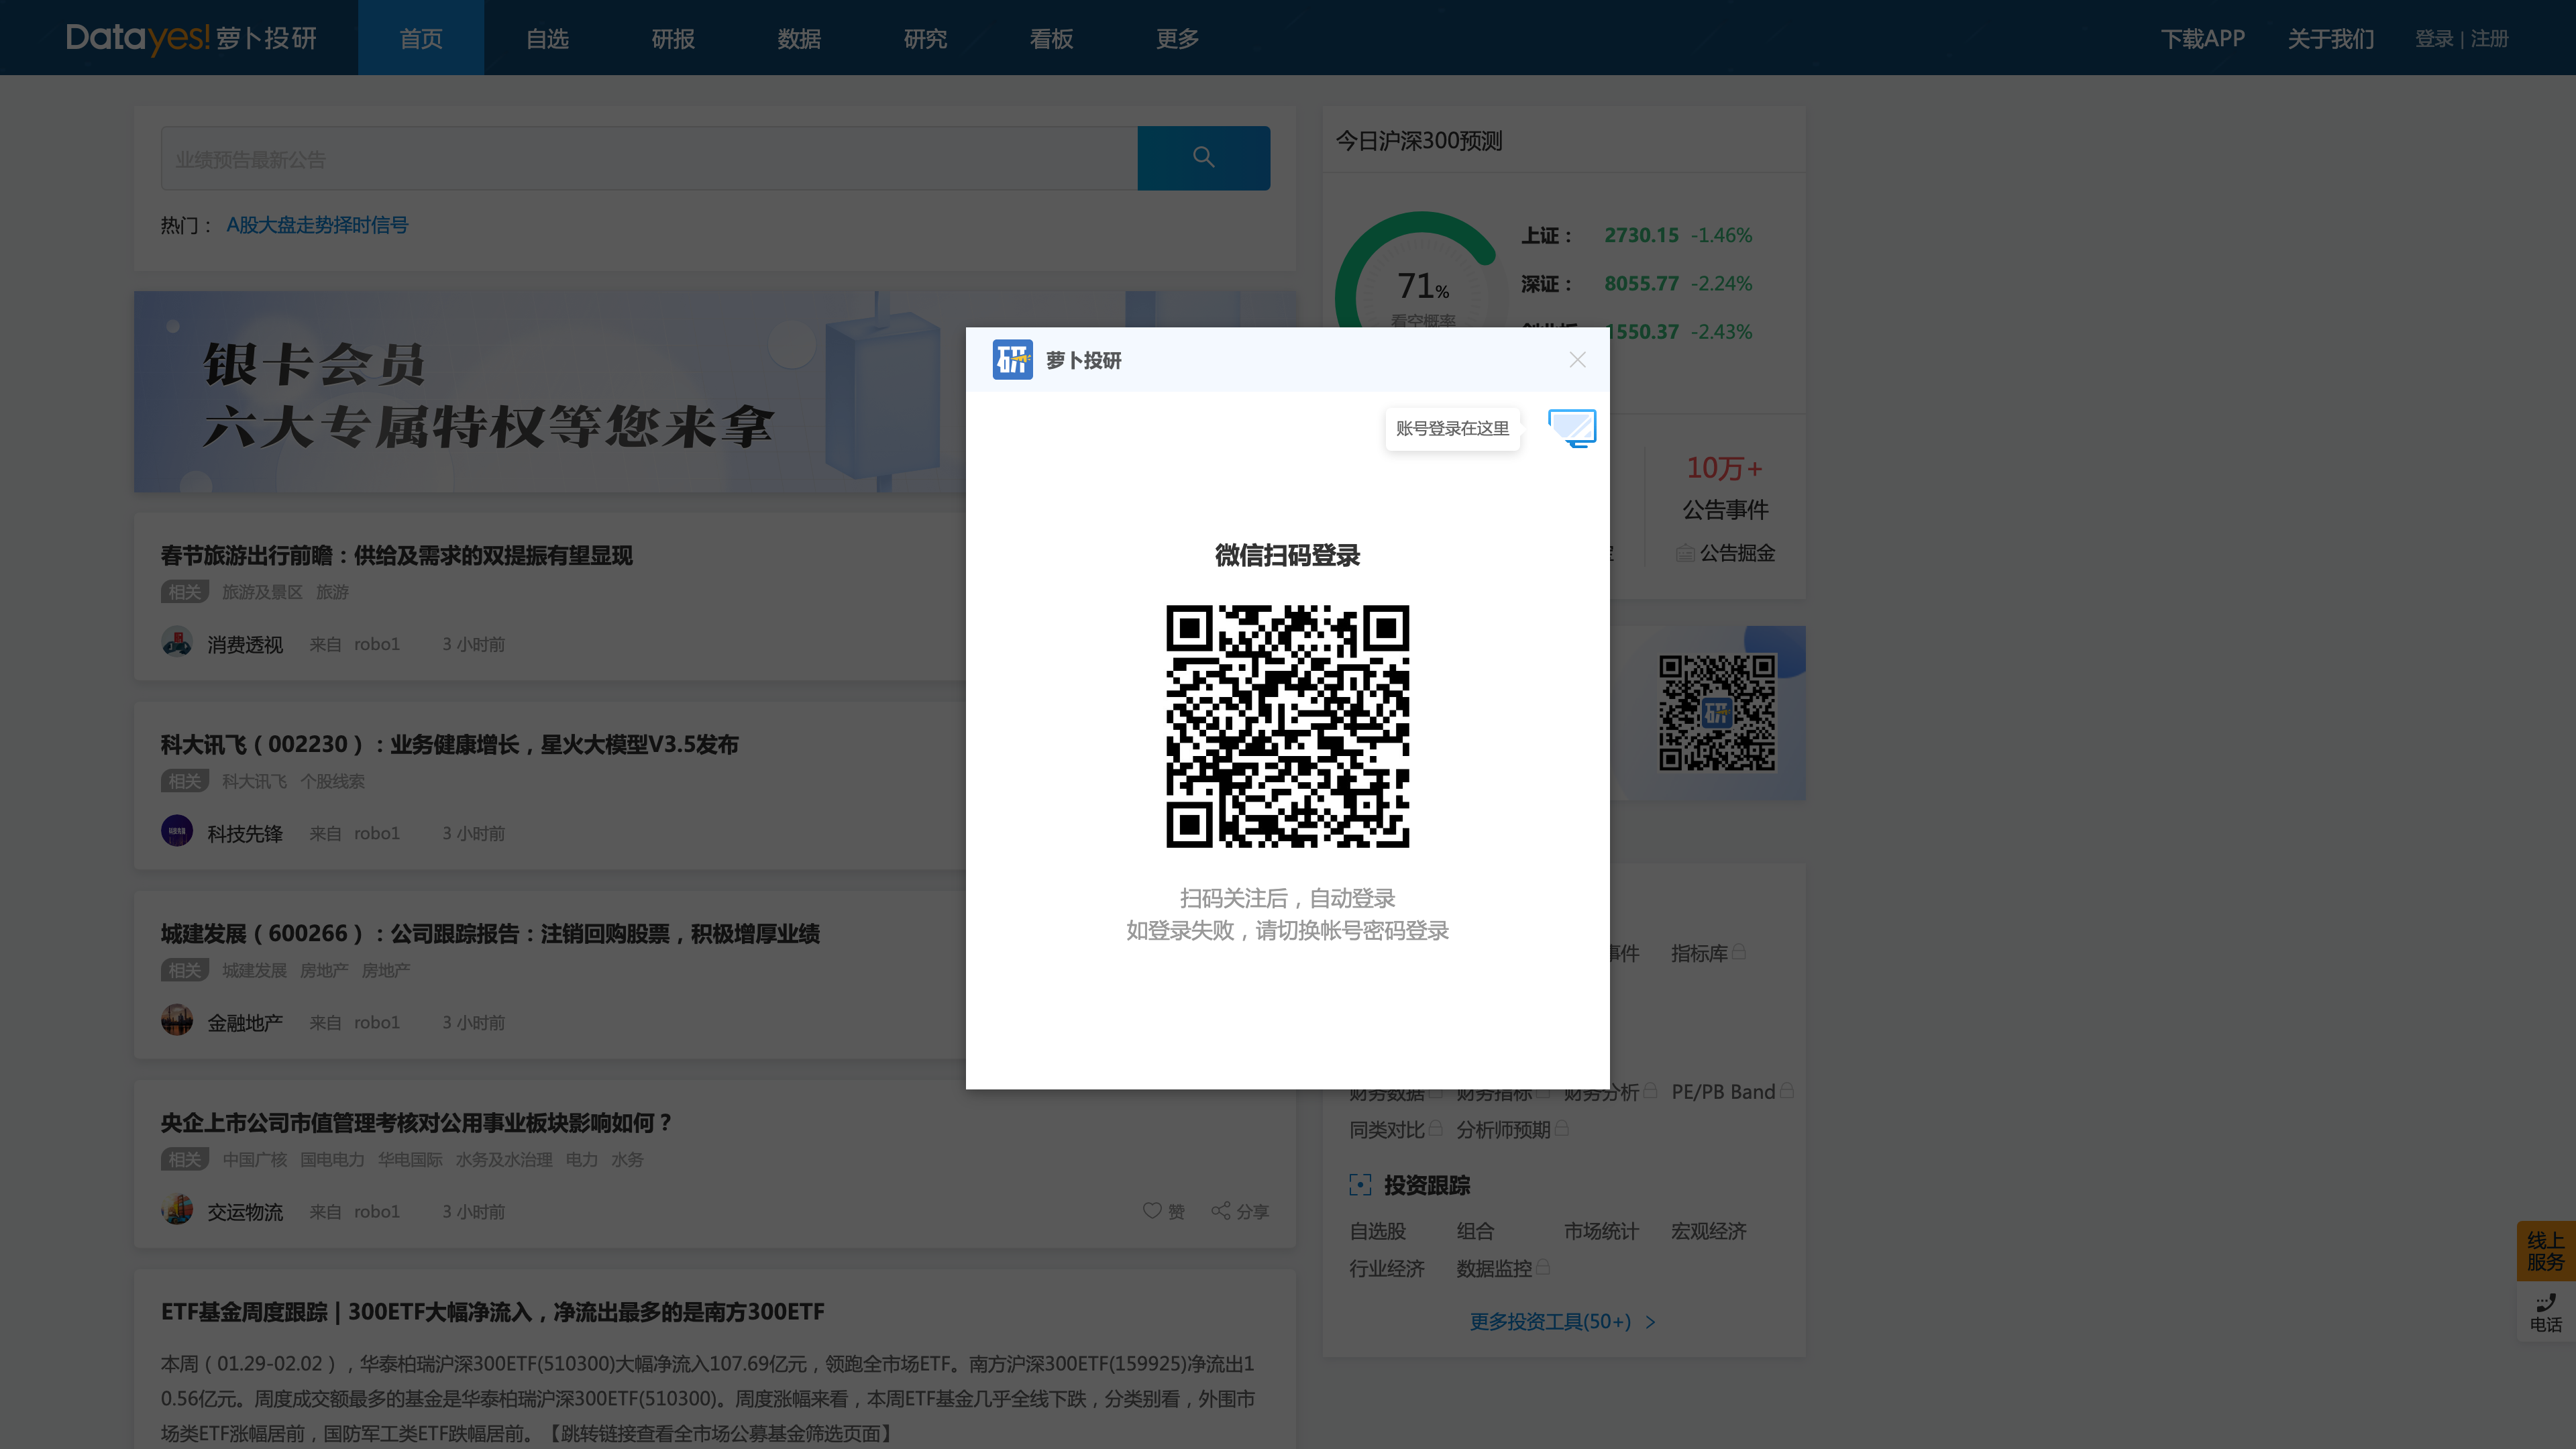 Datayes!萝卜投研
首页
自选
研报
数据
研究
看板
更多
下载APP
关于我们
登录 | 注册
业绩预告最新公告
热门： A股大盘走势择时信号
银卡会员
六大专属特权等您来拿
今日沪深300预测
71%
看空概率
上证： 2730.15 -1.46%
深证： 8055.77 -2.24%
1550.37 -2.43%
10万+
公告事件
公告掘金
研 萝卜投研
账号登录在这里
微信扫码登录
扫码关注后，自动登录
如登录失败，请切换帐号密码登录
春节旅游出行前瞻：供给及需求的双提振有望显现
相关 旅游及景区 旅游
消费透视 来自 robo1 3 小时前
科大讯飞（002230）：业务健康增长，星火大模型V3.5发布
相关 科大讯飞 个股线索
科技先锋 来自 robo1 3 小时前
城建发展（600266）：公司跟踪报告：注销回购股票，积极增厚业绩
相关 城建发展 房地产 房地产
金融地产 来自 robo1 3 小时前
央企上市公司市值管理考核对公用事业板块影响如何？
相关 中国广核 国电电力 华电国际 水务及水治理 电力 水务
交运物流 来自 robo1 3 小时前
赞 分享
ETF基金周度跟踪 | 300ETF大幅净流入，净流出最多的是南方300ETF
本周（01.29-02.02），华泰柏瑞沪深300ETF(510300)大幅净流入107.69亿元，领跑全市场ETF。南方沪深300ETF(159925)净流出1
0.56亿元。周度成交额最多的基金是华泰柏瑞沪深300ETF(510300)。周度涨幅来看，本周ETF基金几乎全线下跌，分类别看，外围市
场类ETF涨幅居前，国防军工类ETF跌幅居前。【跳转链接查看全市场公募基金筛选页面】
研
事件 指标库
财务数据 财务指标 财务分析 PE/PB Band
同类对比 分析师预期
投资跟踪
自选股 组合 市场统计 宏观经济
行业经济 数据监控
更多投资工具(50+) >
线上
服务
电话